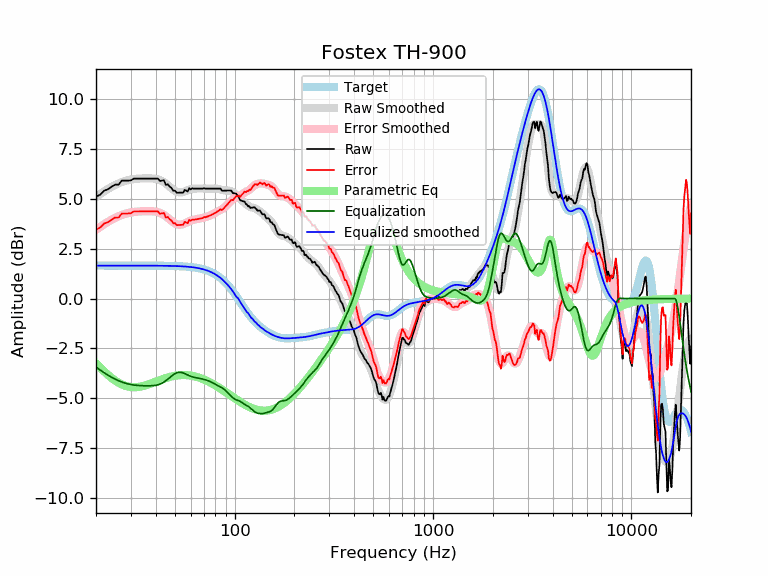 Fostex TH-900
Target
Raw Smoothed
Error Smoothed
Raw
Error
Parametric Eq
Equalization
Equalized smoothed
10.0
7.5
5.0
2.5
0.0
−2.5
−5.0
−7.5
−10.0
Amplitude (dBr)
100 1000 10000
Frequency (Hz)